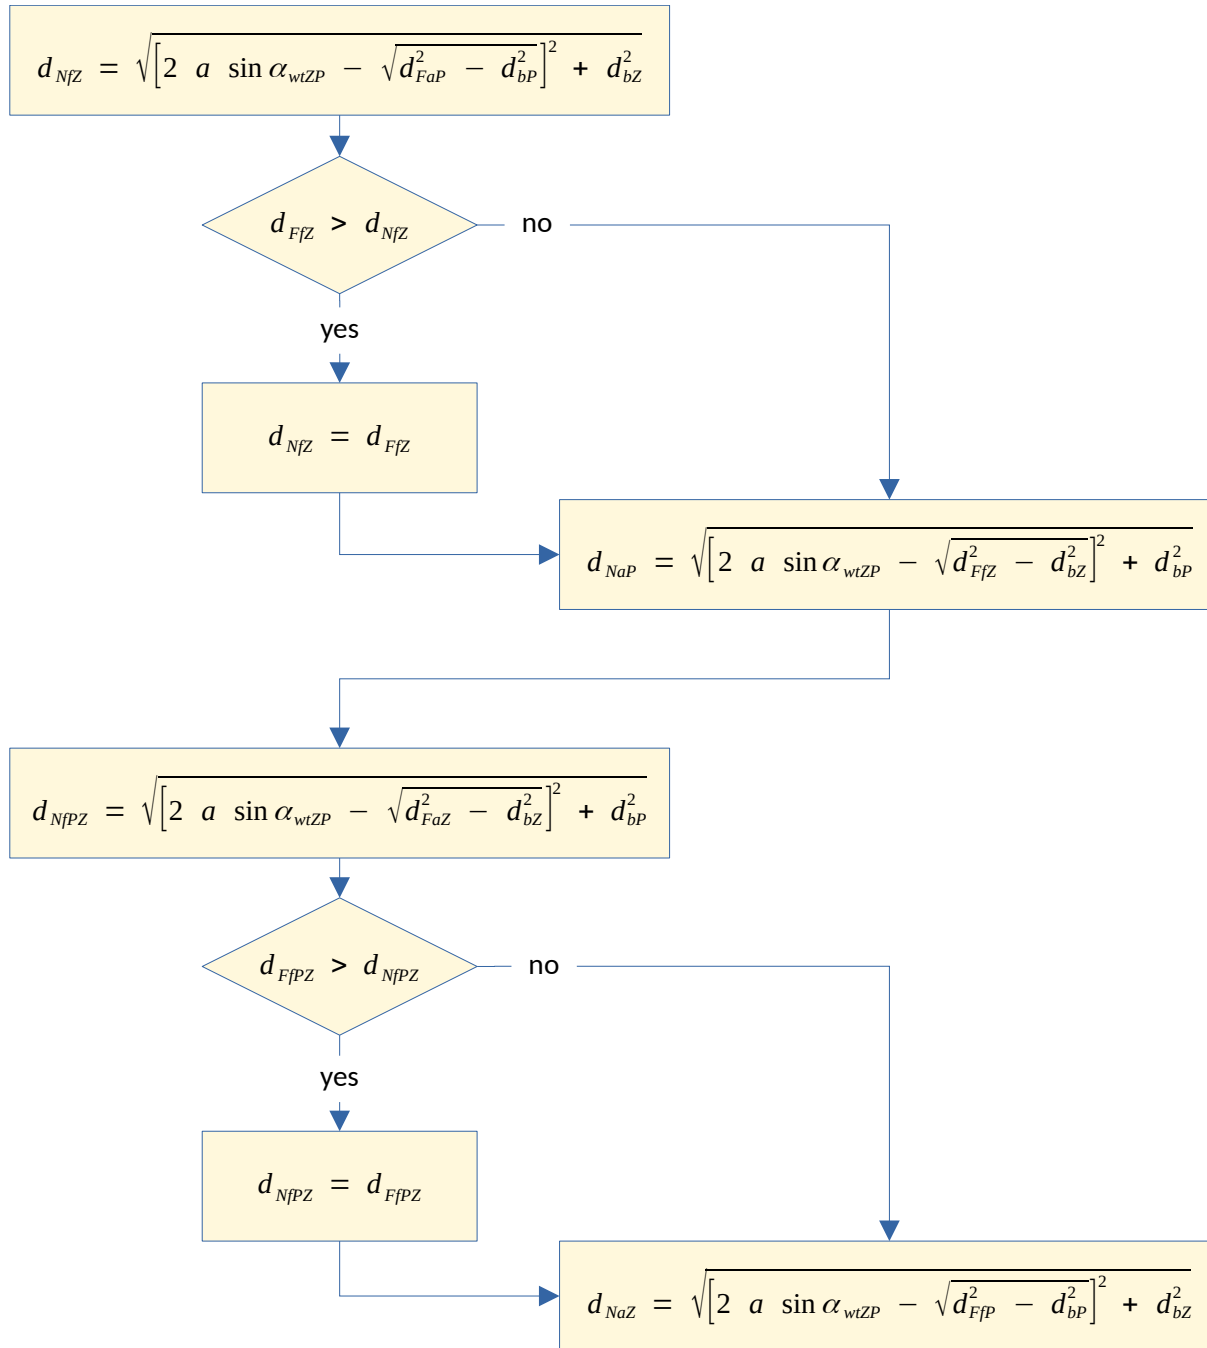 d_NfZ = √([2 a sin α_wtZP − √(d²_FaP − d²_bP)]² + d²_bZ)
d_FfZ > d_NfZ
no
yes
d_NfZ = d_FfZ
d_NaP = √([2 a sin α_wtZP − √(d²_FfZ − d²_bZ)]² + d²_bP)
d_NfPZ = √([2 a sin α_wtZP − √(d²_FaZ − d²_bZ)]² + d²_bP)
d_FfPZ > d_NfPZ
no
yes
d_NfPZ = d_FfPZ
d_NaZ = √([2 a sin α_wtZP − √(d²_FfP − d²_bP)]² + d²_bZ)